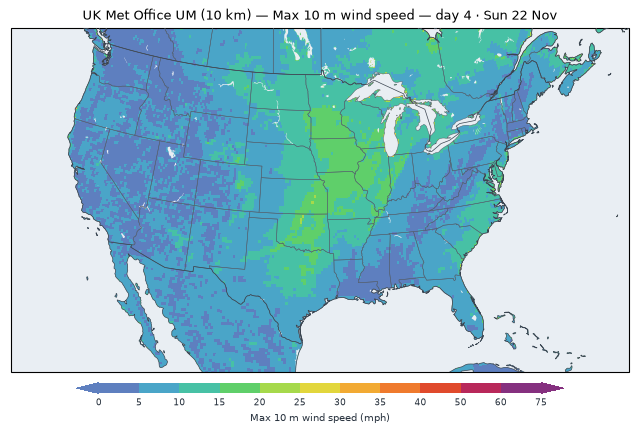 UK Met Office UM (10 km) — Max 10 m wind speed — day 4 · Sun 22 Nov
0 5 10 15 20 25 30 35 40 50 60 75
Max 10 m wind speed (mph)